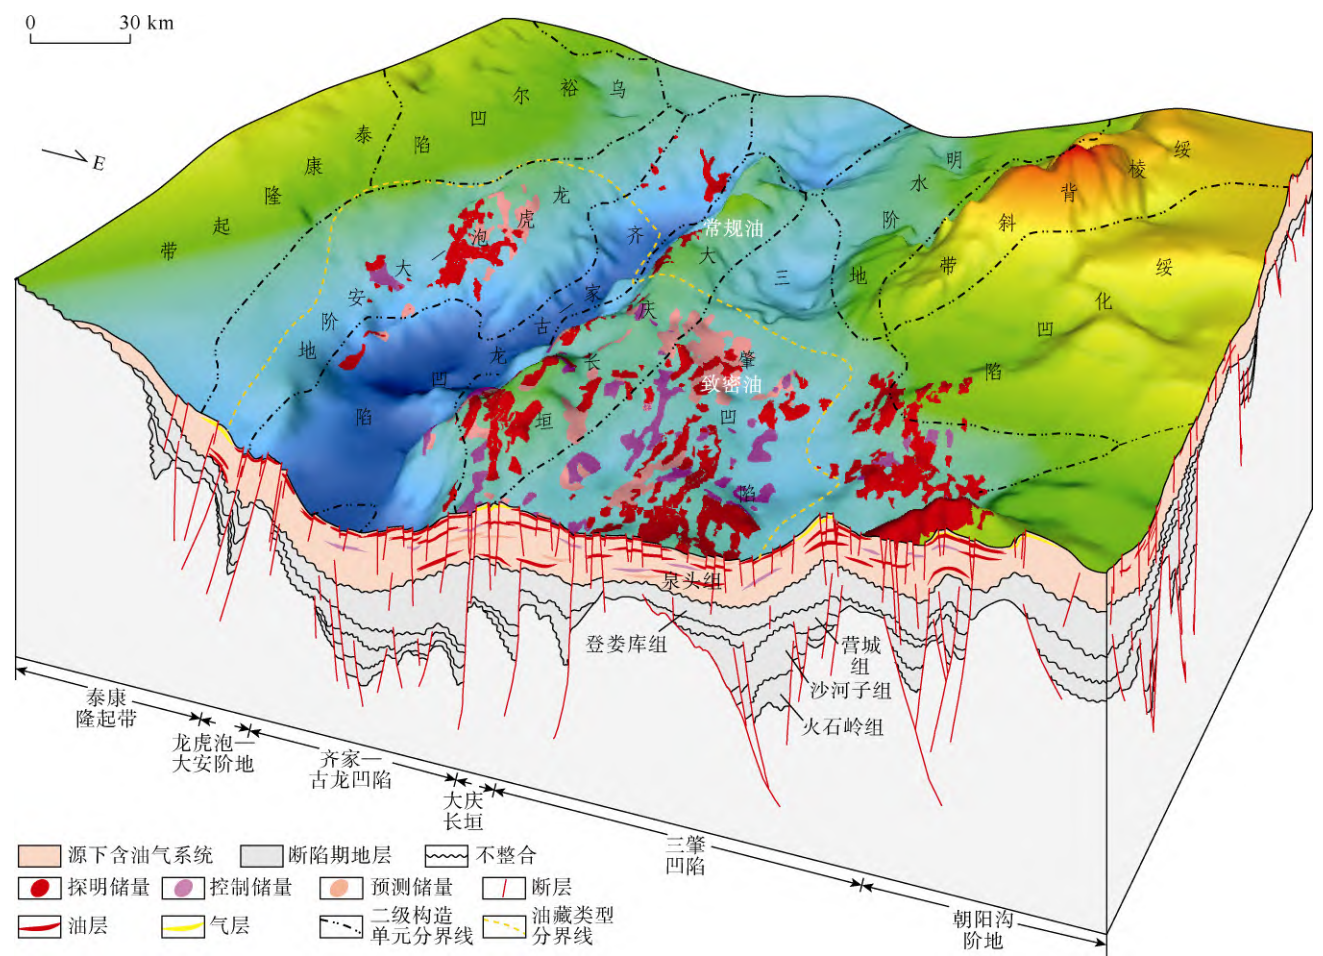 0 30 km
E
泰康隆起带
乌裕尔凹陷
龙虎泡—大安阶地
齐家—古龙凹陷
大庆长垣
三肇凹陷
明水阶地
绥棱背斜带
绥化凹陷
常规油
致密油
泉头组
登娄库组
营城
组
沙河子组
火石岭组
泰康
隆起带
龙虎泡—
大安阶地
齐家—
古龙凹陷
大庆
长垣
三肇
凹陷
朝阳沟
阶地
源下含油气系统
断陷期地层
不整合
探明储量
控制储量
预测储量
断层
油层
气层
二级构造
单元分界线
油藏类型
分界线